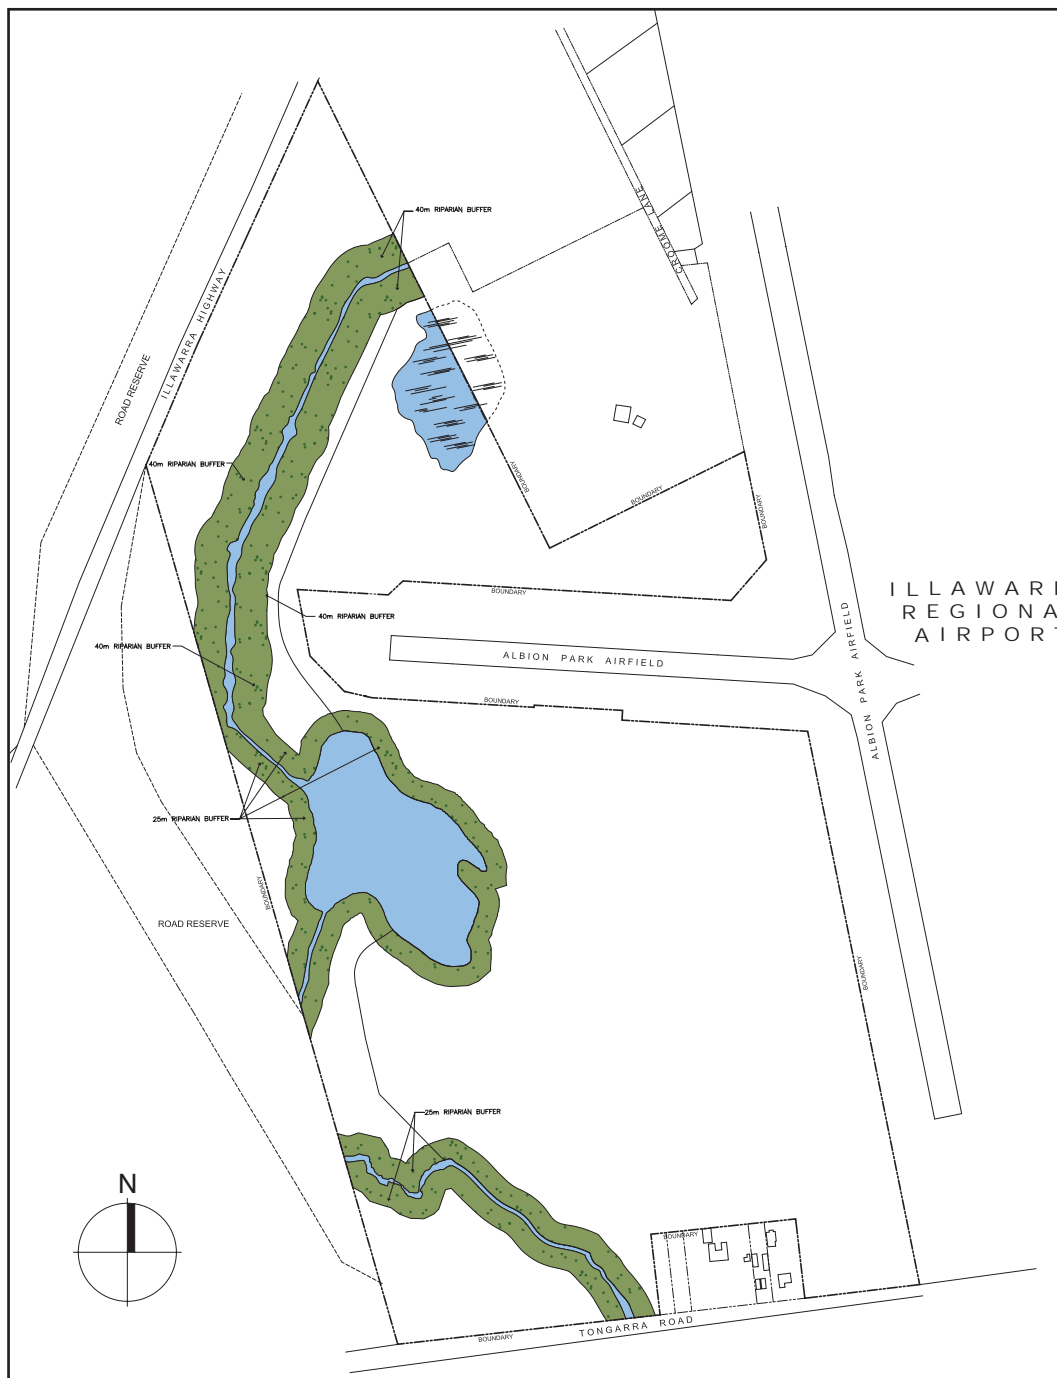 CROOME LANE
40m RIPARIAN BUFFER
ILLAWARRA HIGHWAY
ROAD RESERVE
40m RIPARIAN BUFFER
BOUNDARY
BOUNDARY
BOUNDARY
BOUNDARY
ILLAWAR
REGIONA
AIRPORT
40m RIPARIAN BUFFER
40m RIPARIAN BUFFER
ALBION PARK AIRFIELD
ALBION PARK AIRFIELD
BOUNDARY
25m RIPARIAN BUFFER
BOUNDARY
ROAD RESERVE
BOUNDARY
25m RIPARIAN BUFFER
N
BOUNDARY
TONGARRA ROAD
BOUNDARY